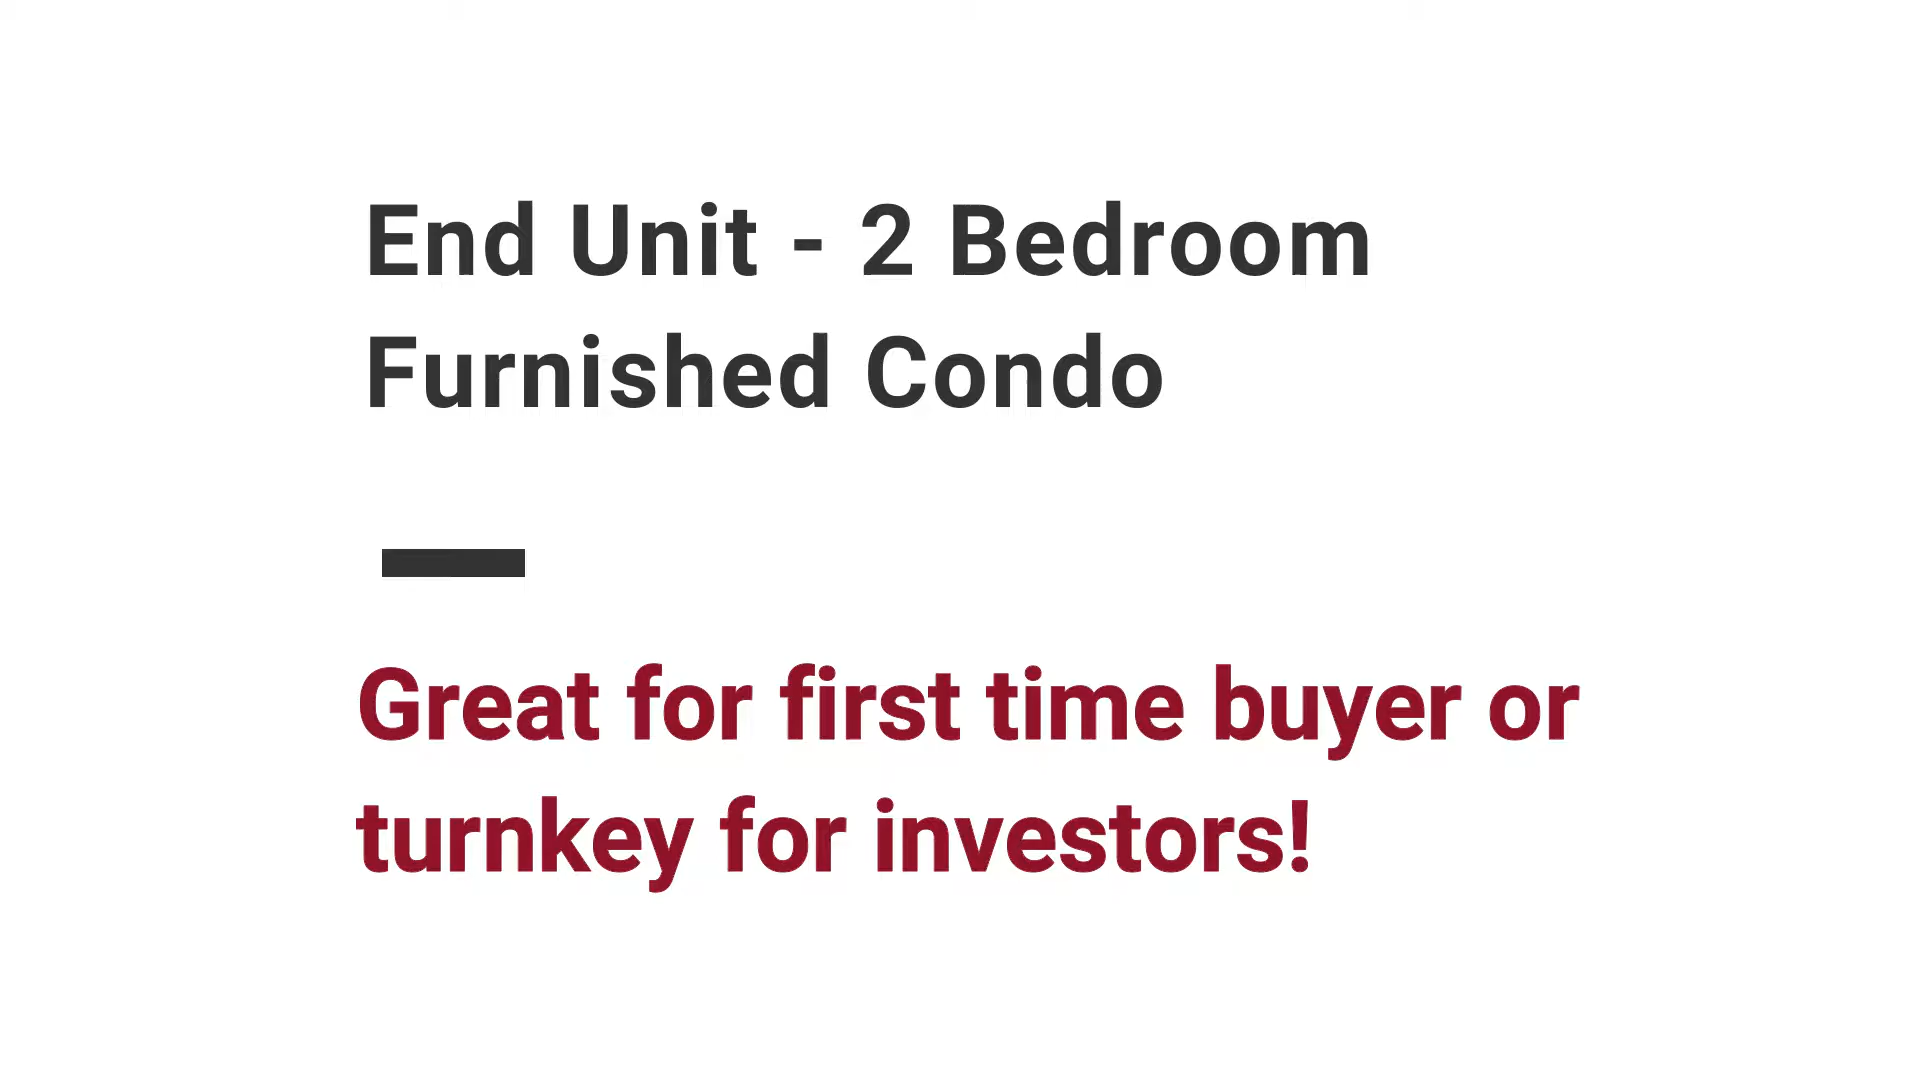 End Unit - 2 Bedroom
Furnished Condo
Great for first time buyer or
turnkey for investors!